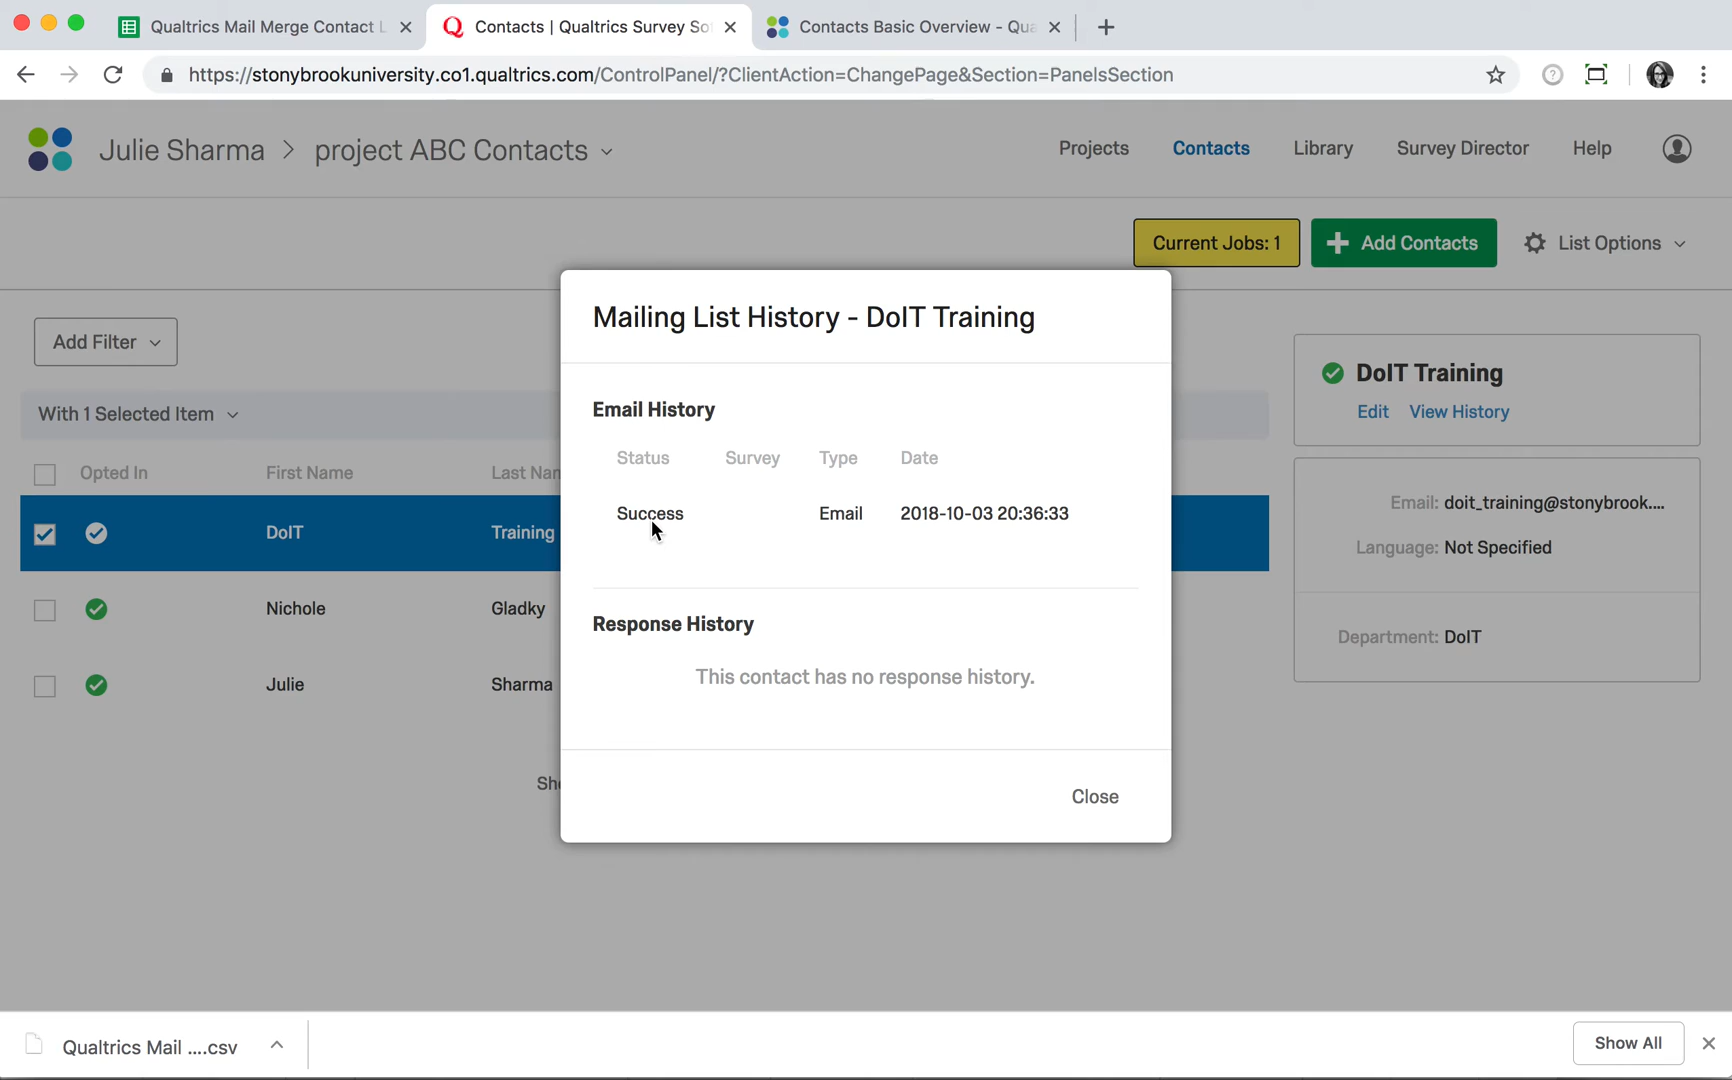 Qualtrics Mail Merge Contact L
Contacts | Qualtrics Survey So
Contacts Basic Overview - Qua
https://stonybrookuniversity.co1.qualtrics.com/ControlPanel/?ClientAction=ChangePage&Section=PanelsSection
Julie Sharma > project ABC Contacts
Projects
Contacts
Library
Survey Director
Help
Current Jobs: 1
Add Contacts
List Options
Mailing List History - DoIT Training
Add Filter
DoIT Training
Edit View History
With 1 Selected Item
Email History
Status Survey Type Date
Opted In First Name Last Nam
Success Email 2018-10-03 20:36:33
Email: doit_training@stonybrook....
DoIT Training
Language: Not Specified
Nichole Gladky
Response History
Department: DoIT
This contact has no response history.
Julie Sharma
Sho
Close
Qualtrics Mail ....csv
Show All